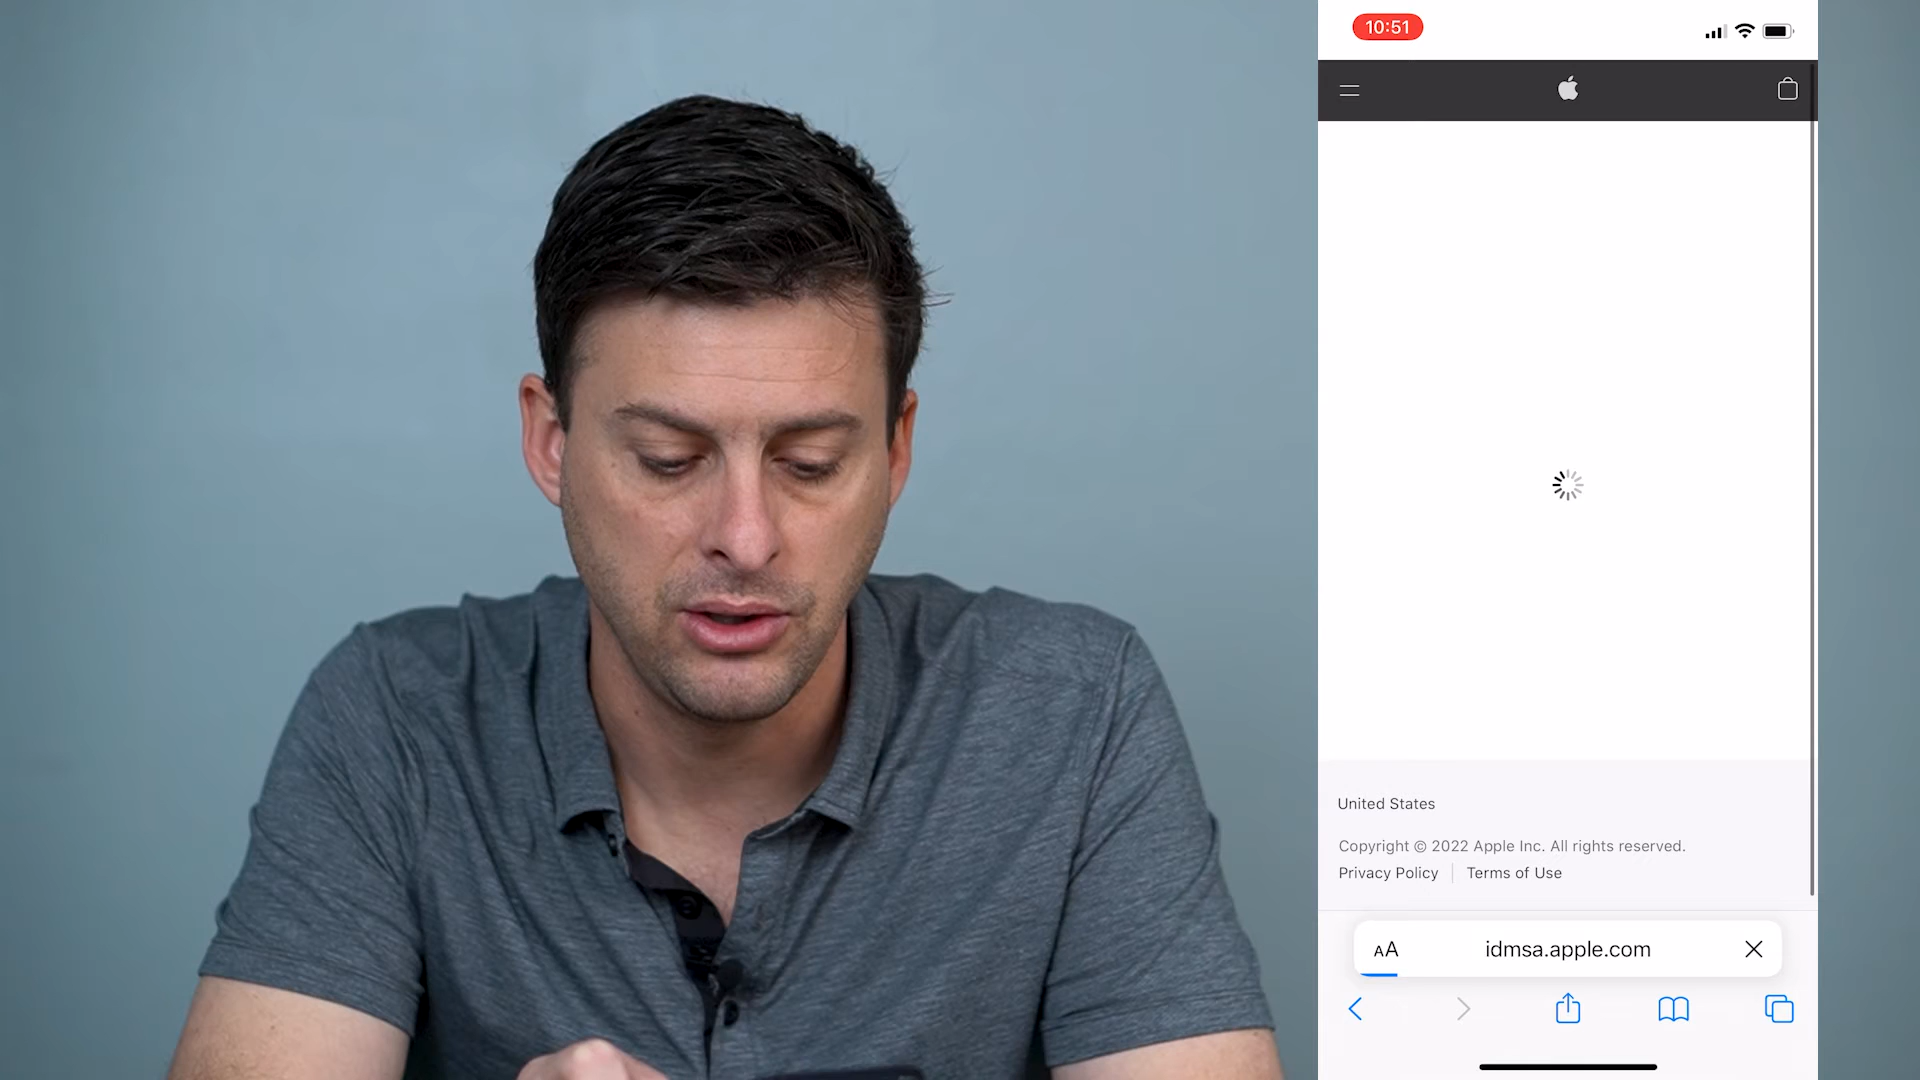 10:51
United States
Copyright © 2022 Apple Inc. All rights reserved.
Privacy Policy | Terms of Use
AA idmsa.apple.com